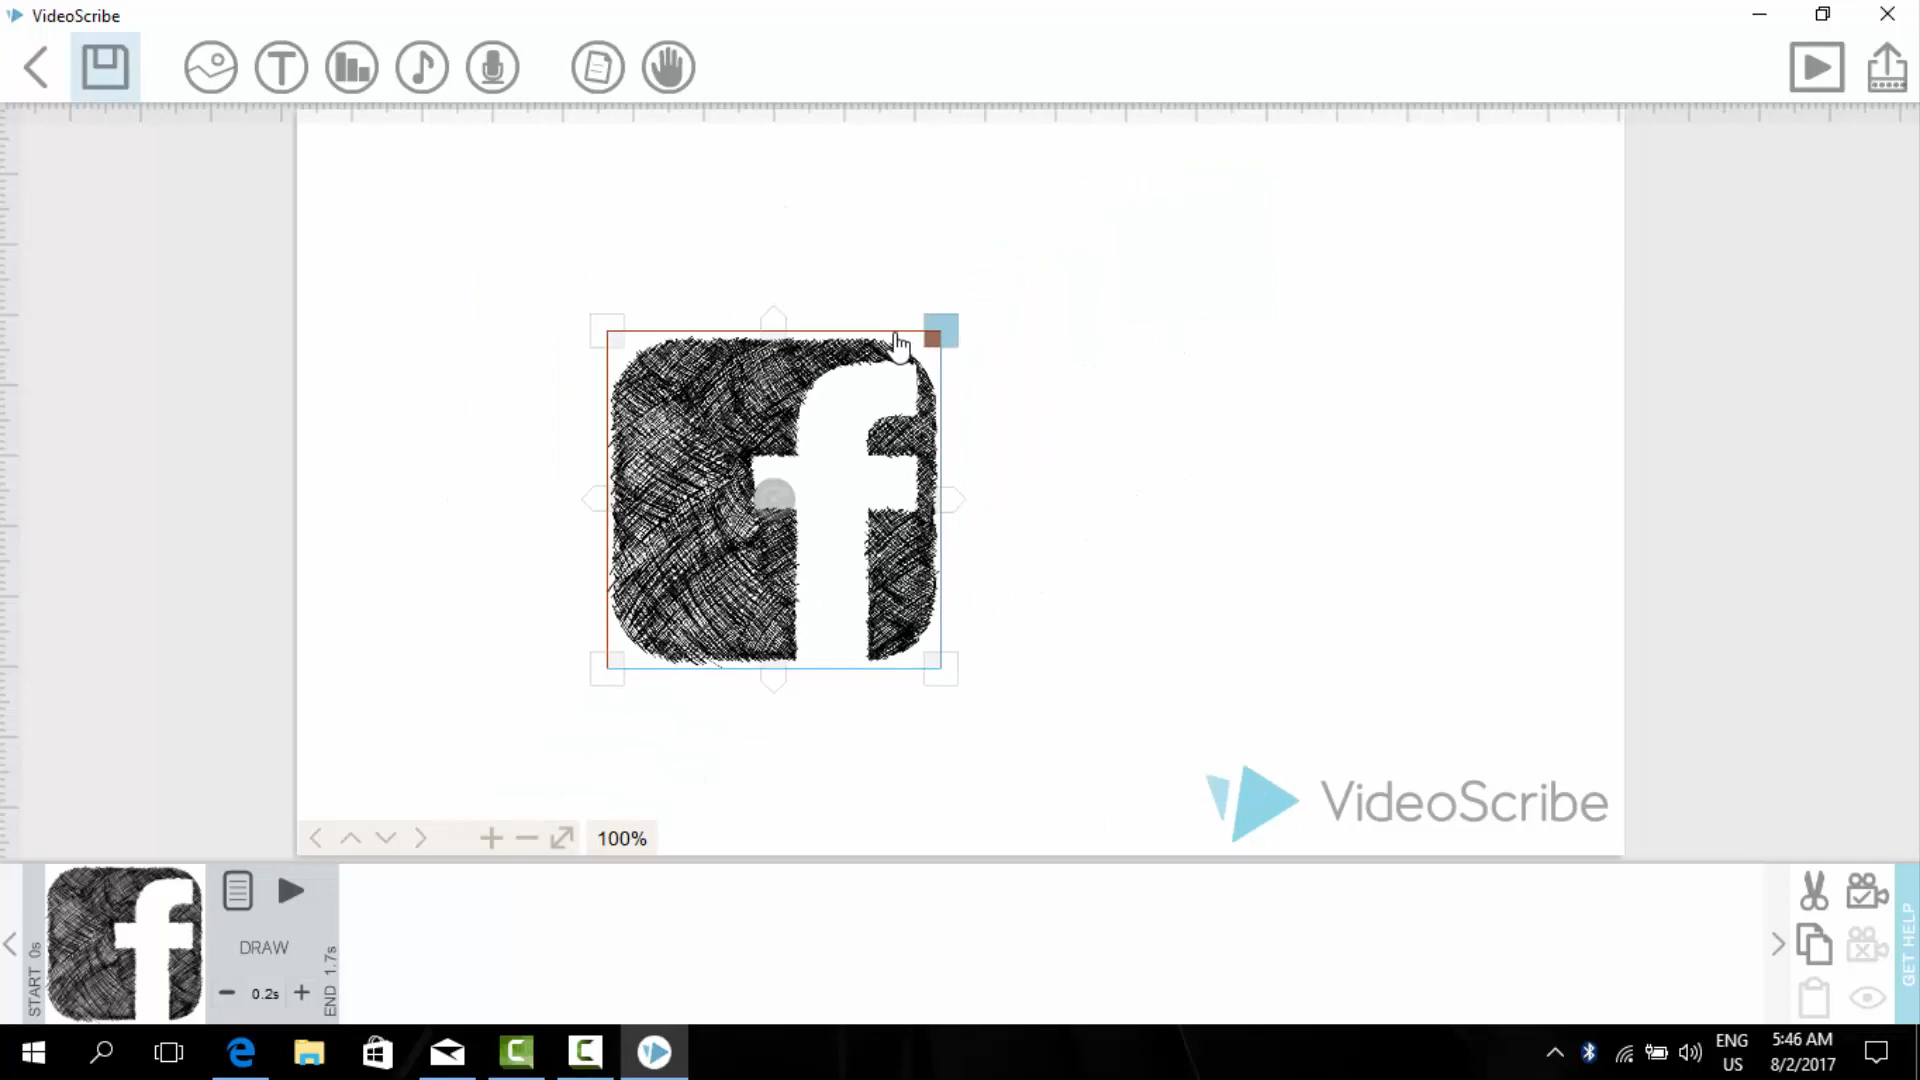 VideoScribe
VideoScribe
100%
START 0s
DRAW
0.2s
END 1.7s
GET HELP
ENG
US
5:46 AM
8/2/2017